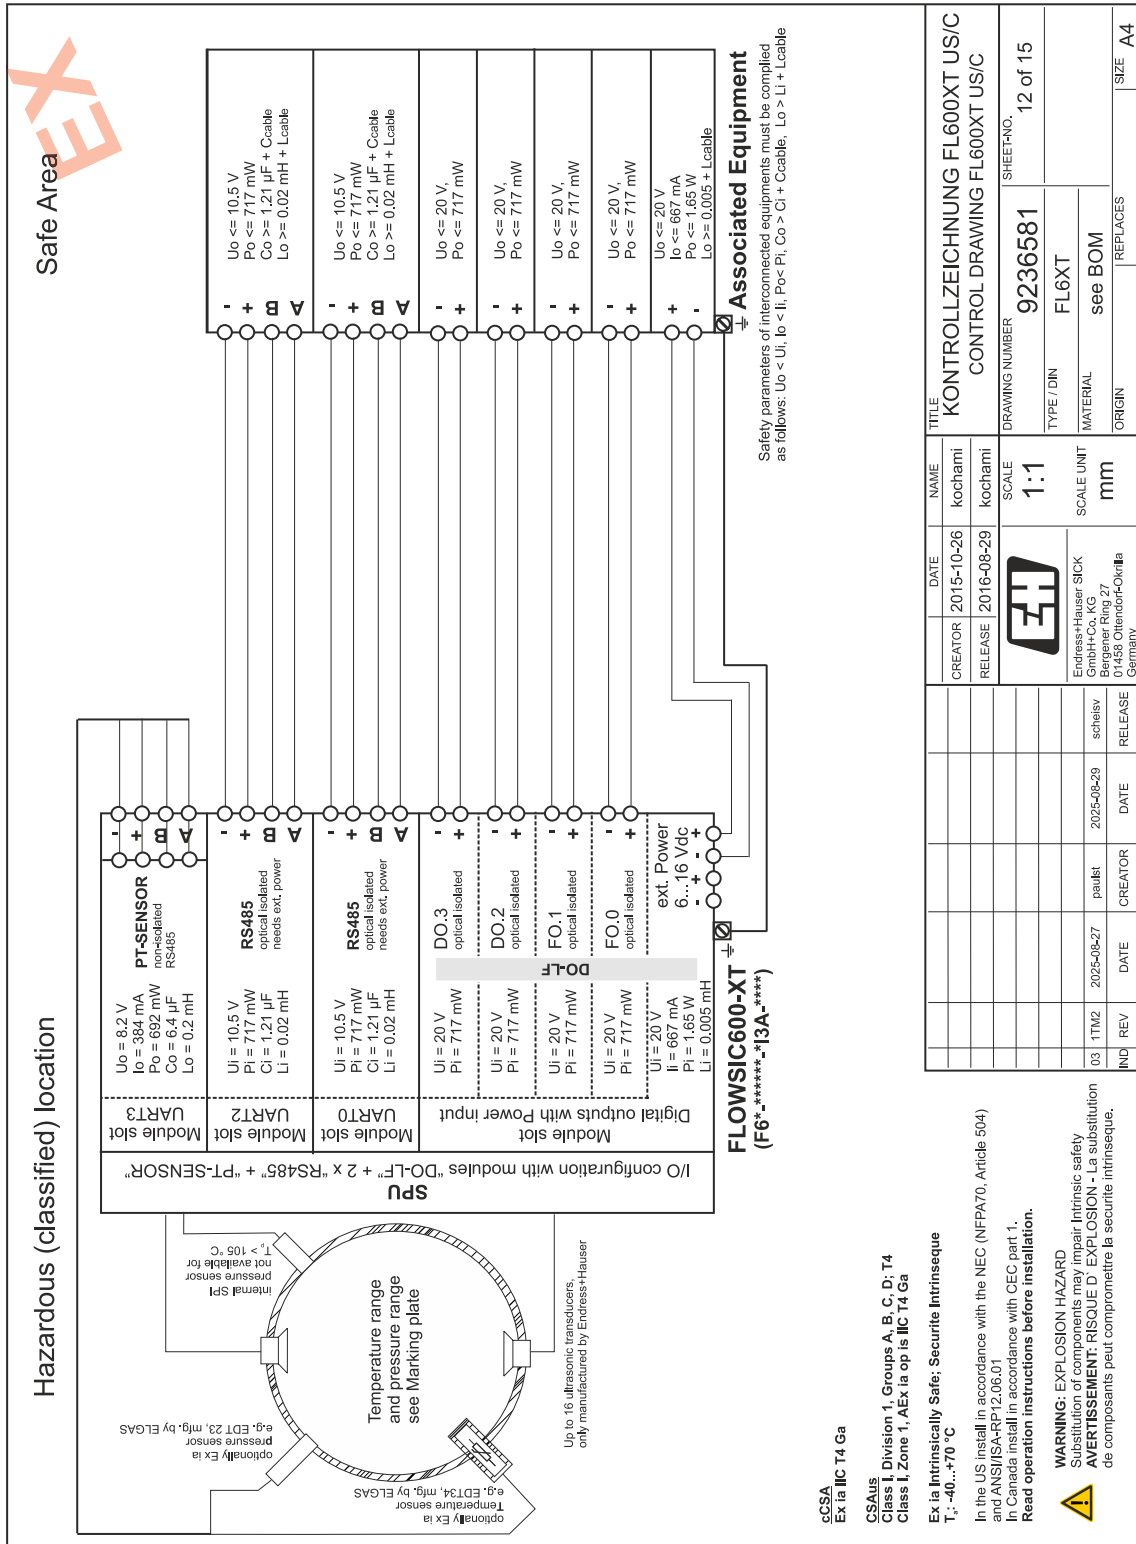 Hazardous (classified) location
Safe Area
EX
optionally Ex ia
Temperature sensor
e.g. EDT34, mfg. by ELGAS
optionally Ex ia
pressure sensor
e.g. EDT 23, mfg. by ELGAS
internal SPI
pressure sensor
not available for
Tₚ > 105 °C
Temperature range
and pressure range
see Marking plate
Up to 16 ultrasonic transducers,
only manufactured by Endress+Hauser
SPU
I/O configuration with modules "DO-LF" + 2 x "RS485" + "PT-SENSOR"
Module slot
UART3
Uo = 8.2 V
Io = 384 mA
Po = 692 mW
Co = 6.4 µF
Lo = 0.2 mH
PT-SENSOR
non-isolated
RS485
-
+
B
A
Module slot
UART2
Ui = 10.5 V
Pi = 717 mW
Ci = 1.21 µF
Li = 0.02 mH
RS485
optical isolated
needs ext. power
-
+
B
A
Module slot
UART0
Ui = 10.5 V
Pi = 717 mW
Ci = 1.21 µF
Li = 0.02 mH
RS485
optical isolated
needs ext. power
-
+
B
A
Module slot
Digital outputs with Power input
DO-LF
Ui = 20 V
Pi = 717 mW
DO.3
optical isolated
-
+
Ui = 20 V
Pi = 717 mW
DO.2
optical isolated
-
+
Ui = 20 V
Pi = 717 mW
FO.1
optical isolated
-
+
Ui = 20 V
Pi = 717 mW
FO.0
optical isolated
-
+
Ui = 20 V
Ii = 667 mA
Pi = 1.65 W
Li = 0.005 mH
ext. Power
6...16 Vdc
- + - +
FLOWSIC600-XT
(F6*-******-*I3A-****)
-
+
B
A
Uo <= 10.5 V
Po <= 717 mW
Co >= 1.21 µF + Ccable
Lo >= 0.02 mH + Lcable
-
+
B
A
Uo <= 10.5 V
Po <= 717 mW
Co >= 1.21 µF + Ccable
Lo >= 0.02 mH + Lcable
-
+
Uo <= 20 V,
Po <= 717 mW
-
+
Uo <= 20 V,
Po <= 717 mW
-
+
Uo <= 20 V,
Po <= 717 mW
-
+
Uo <= 20 V,
Po <= 717 mW
+
-
Uo <= 20 V
Io <= 667 mA
Po <= 1.65 W
Lo >= 0.005 + Lcable
Associated Equipment
Safety parameters of interconnected equipments must be complied
as follows: Uo < Ui, Io < Ii, Po< Pi, Co > Ci + Ccable, Lo > Li + Lcable
cCSA
Ex ia IIC T4 Ga
CSAus
Class I, Division 1, Groups A, B, C, D; T4
Class I, Zone 1, AEx ia op is IIC T4 Ga
Ex ia Intrinsically Safe; Securite Intrinseque
Tₐ: -40...+70 °C
In the US install in accordance with the NEC (NFPA70, Article 504)
and ANSI/ISA-RP12.06.01
In Canada install in accordance with CEC part 1.
Read operation instructions before installation.
WARNING: EXPLOSION HAZARD
Substitution of components may impair Intrinsic safety
AVERTISSEMENT: RISQUE D` EXPLOSION - La substitution
de composants peut compromettre la securite intrinseque.
03 1TM2 2025-08-27 paulst 2025-08-29 scheisv
IND REV DATE CREATOR DATE RELEASE
DATE NAME
CREATOR 2015-10-26 kochami
RELEASE 2016-08-29 kochami
EH
Endress+Hauser SICK
GmbH+Co. KG
Bergener Ring 27
01458 Ottendorf-Okrilla
Germany
SCALE
1:1
SCALE UNIT
mm
TITLE
KONTROLLZEICHNUNG FL600XT US/C
CONTROL DRAWING FL600XT US/C
DRAWING NUMBER
9236581
SHEET-NO.
12 of 15
TYPE / DIN
FL6XT
MATERIAL
see BOM
ORIGIN
REPLACES
SIZE
A4